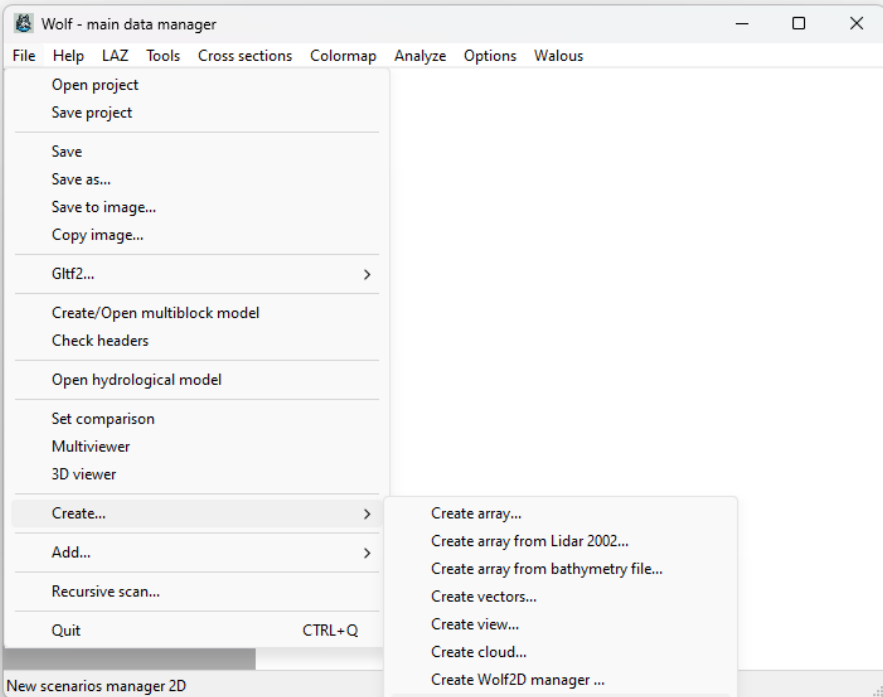 Wolf - main data manager
File Help LAZ Tools Cross sections Colormap Analyze Options Walous
Open project
Save project
Save
Save as...
Save to image...
Copy image...
Gltf2...
Create/Open multiblock model
Check headers
Open hydrological model
Set comparison
Multiviewer
3D viewer
Create...
Add...
Recursive scan...
Quit CTRL+Q
Create array...
Create array from Lidar 2002...
Create array from bathymetry file...
Create vectors...
Create view...
Create cloud...
Create Wolf2D manager ...
New scenarios manager 2D